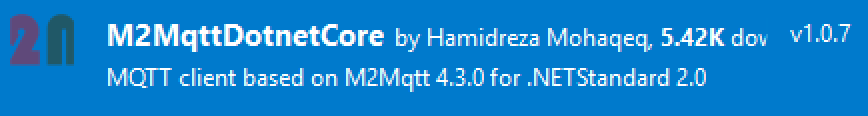 M2MqttDotnetCore by Hamidreza Mohaqeq, 5.42K dov v1.0.7
MQTT client based on M2Mqtt 4.3.0 for .NETStandard 2.0